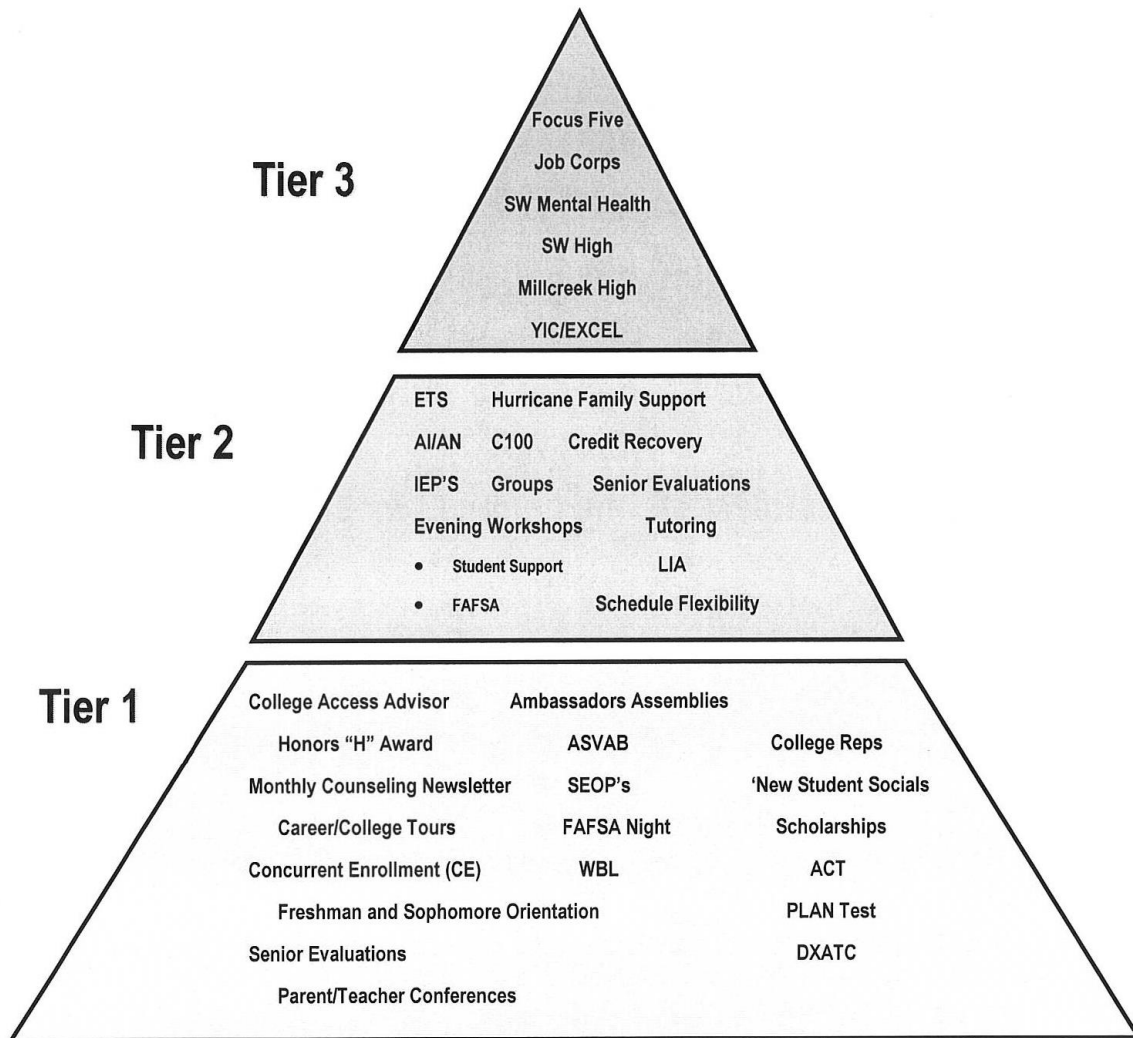 Focus Five
Job Corps
Tier 3
SW Mental Health
SW High
Millcreek High
YIC/EXCEL
ETS Hurricane Family Support
Tier 2
AI/AN C100 Credit Recovery
IEP'S Groups Senior Evaluations
Evening Workshops Tutoring
• Student Support LIA
• FAFSA Schedule Flexibility
Tier 1
College Access Advisor Ambassadors Assemblies
Honors "H" Award ASVAB College Reps
Monthly Counseling Newsletter SEOP's 'New Student Socials
Career/College Tours FAFSA Night Scholarships
Concurrent Enrollment (CE) WBL ACT
Freshman and Sophomore Orientation PLAN Test
Senior Evaluations DXATC
Parent/Teacher Conferences